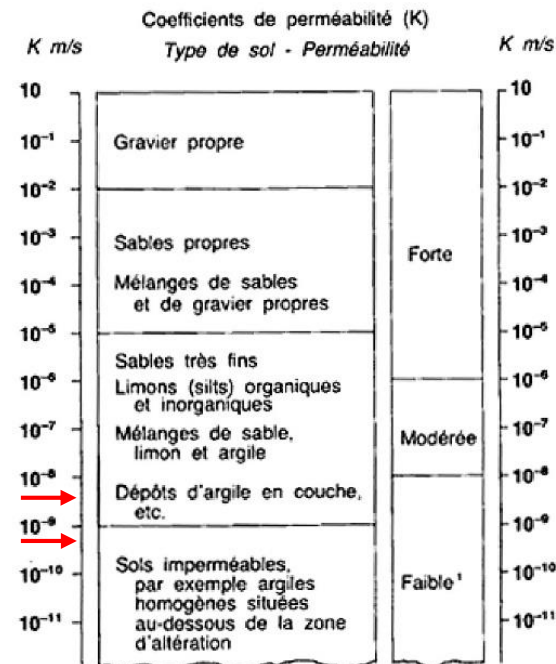 Coefficients de perméabilité (K)
K m/s
Type de sol - Perméabilité
K m/s
10
10⁻¹
10⁻²
10⁻³
10⁻⁴
10⁻⁵
10⁻⁶
10⁻⁷
10⁻⁸
10⁻⁹
10⁻¹⁰
10⁻¹¹
Gravier propre
Sables propres
Mélanges de sables
et de gravier propres
Sables très fins
Limons (silts) organiques
et inorganiques
Mélanges de sable,
limon et argile
Dépôts d'argile en couche,
etc.
Sols imperméables,
par exemple argiles
homogènes situées
au-dessous de la zone
d'altération
Forte
Modérée
Faible¹
10
10⁻¹
10⁻²
10⁻³
10⁻⁴
10⁻⁵
10⁻⁶
10⁻⁷
10⁻⁸
10⁻⁹
10⁻¹⁰
10⁻¹¹